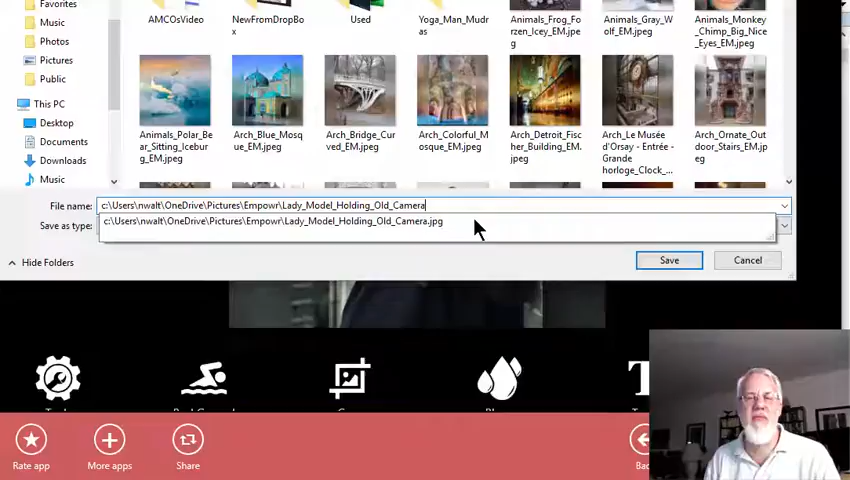 Favorites
AMCOsVideo
NewFromDropBo
x
Used
Yoga_Man_Mudr
as
Animals_Frog_Fo
rzen_Icey_EM.jpe
g
Animals_Gray_W
olf_EM.jpeg
Animals_Monkey
_Chimp_Big_Nice
_Eyes_EM.jpeg
Music
Photos
Pictures
Public
This PC
Desktop
Documents
Downloads
Music
Animals_Polar_Be
ar_Sitting_Icebur
g_EM.jpeg
Arch_Blue_Mosq
ue_EM.jpeg
Arch_Bridge_Cur
ved_EM.jpeg
Arch_Colorful_M
osque_EM.jpeg
Arch_Detroit_Fisc
her_Building_EM.
jpeg
Arch_Le Musée
d'Orsay - Entrée -
Grande
horloge_Clock_...
Arch_Ornate_Out
door_Stairs_EM.jp
eg
File name:
c:\Users\nwalt\OneDrive\Pictures\Empowr\Lady_Model_Holding_Old_Camera
c:\Users\nwalt\OneDrive\Pictures\Empowr\Lady_Model_Holding_Old_Camera.jpg
Save as type:
Hide Folders
Save
Cancel
Rate app
More apps
Share